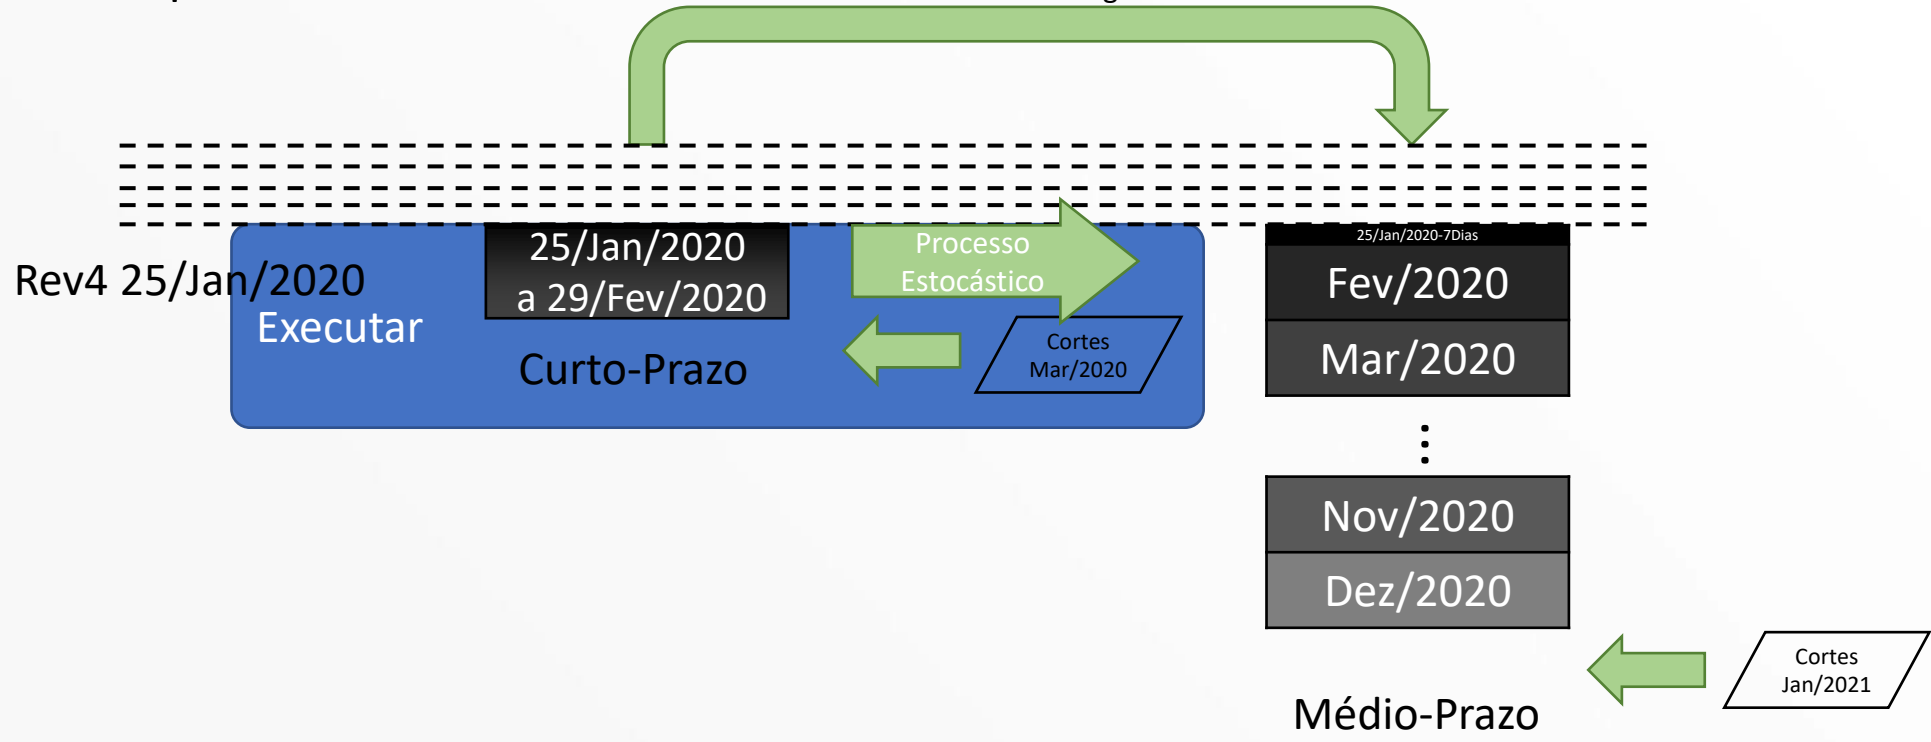 25/Jan/2020
a 29/Fev/2020
Processo
Estocástico
25/Jan/2020-7Dias
Rev4 25/Jan/2020
Executar
Curto-Prazo
Cortes
Mar/2020
Fev/2020
Mar/2020
Nov/2020
Dez/2020
Cortes
Jan/2021
Médio-Prazo